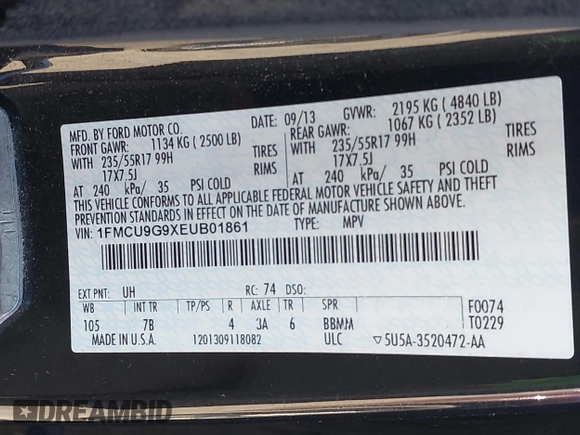 MFD. BY FORD MOTOR CO. DATE: 09/13 GVWR: 2195 KG ( 4840 LB)
FRONT GAWR: 1134 KG ( 2500 LB) REAR GAWR: 1067 KG ( 2352 LB)
WITH 235/55R17 99H TIRES WITH 235/55R17 99H TIRES
17X7.5J RIMS 17X7.5J RIMS
AT 240 kPa/ 35 PSI COLD AT 240 kPa/ 35 PSI COLD
THIS VEHICLE CONFORMS TO ALL APPLICABLE FEDERAL MOTOR VEHICLE SAFETY AND THEFT
PREVENTION STANDARDS IN EFFECT ON THE DATE OF MANUFACTURE SHOWN ABOVE.
VIN: 1FMCU9G9XEUB01861 TYPE: MPV
EXT PNT: UH RC: 74 DSO:
WB INT TR TP/PS R AXLE TR SPR F0074
105 7B 4 3A 6 BBMM T0229
MADE IN U.S.A. 1201309118082 ULC 5U5A-3520472-AA
DREAMBID